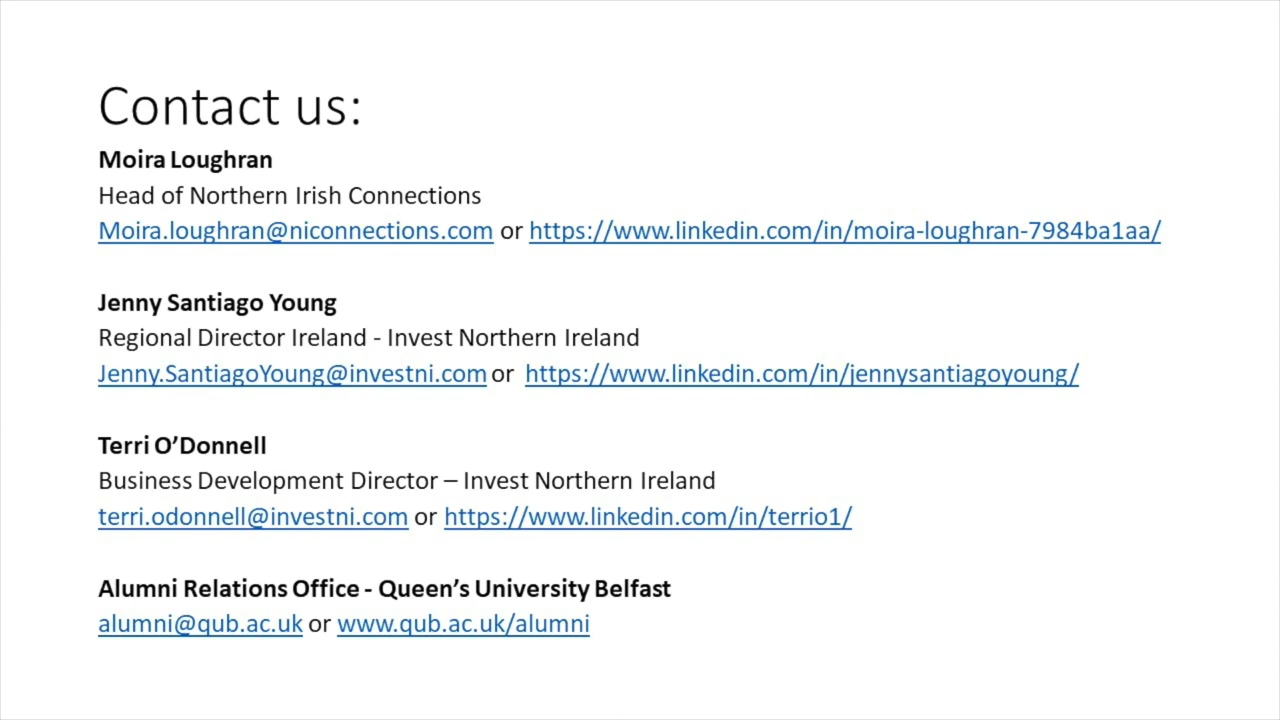 Contact us:
Moira Loughran
Head of Northern Irish Connections
Moira.loughran@niconnections.com or https://www.linkedin.com/in/moira-loughran-7984ba1aa/
Jenny Santiago Young
Regional Director Ireland - Invest Northern Ireland
Jenny.SantiagoYoung@investni.com or https://www.linkedin.com/in/jennysantiagoyoung/
Terri O’Donnell
Business Development Director – Invest Northern Ireland
terri.odonnell@investni.com or https://www.linkedin.com/in/terrio1/
Alumni Relations Office - Queen’s University Belfast
alumni@qub.ac.uk or www.qub.ac.uk/alumni